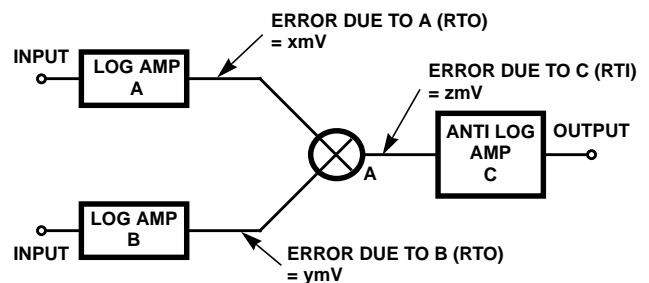 ERROR DUE TO A (RTO)
= xmV
INPUT
LOG AMP
A
ERROR DUE TO C (RTI)
= zmV
ANTI LOG
AMP
C
OUTPUT
A
LOG AMP
B
INPUT
ERROR DUE TO B (RTO)
= ymV